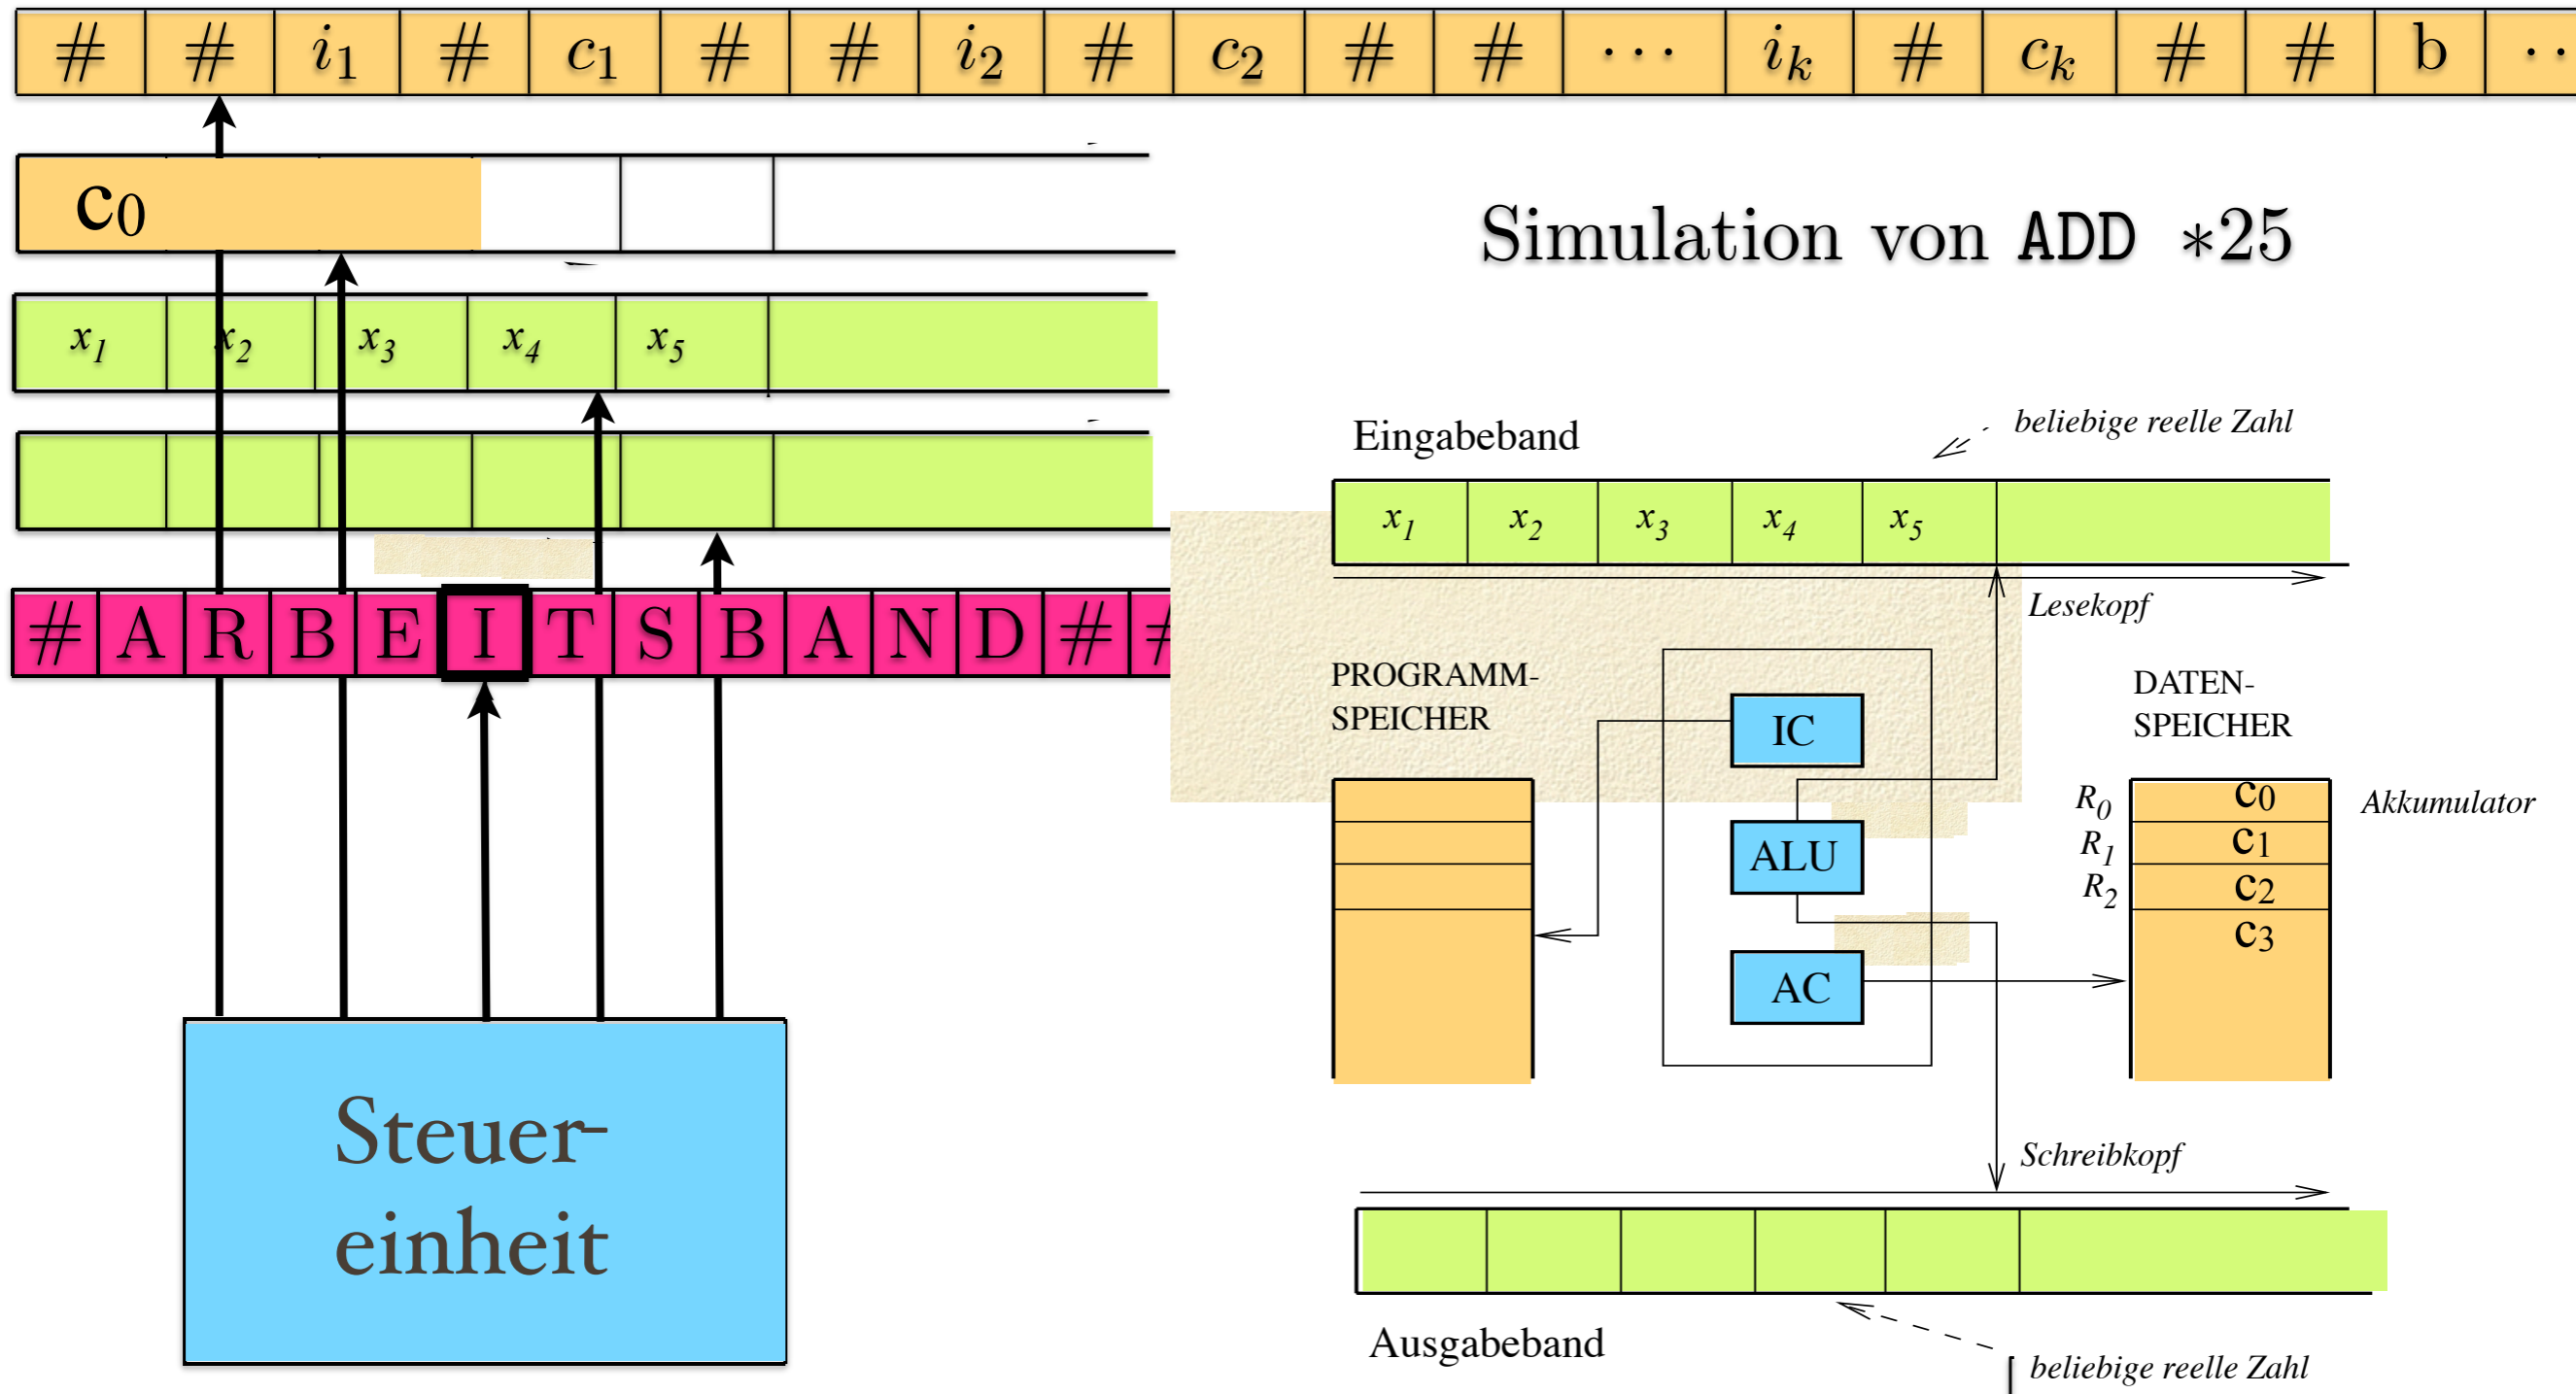 # # i₁ # c₁ # # i₂ # c₂ # # ⋯ iₖ # cₖ # # b ··
c₀
Simulation von ADD *25
x₁ x₂ x₃ x₄ x₅
# A R B E I T S B A N D # #
Steuer-
einheit
Eingabeband
beliebige reelle Zahl
x₁ x₂ x₃ x₄ x₅
Lesekopf
PROGRAMM-
SPEICHER
IC
ALU
AC
DATEN-
SPEICHER
R₀ c₀ Akkumulator
R₁ c₁
R₂ c₂
c₃
Schreibkopf
Ausgabeband
beliebige reelle Zahl